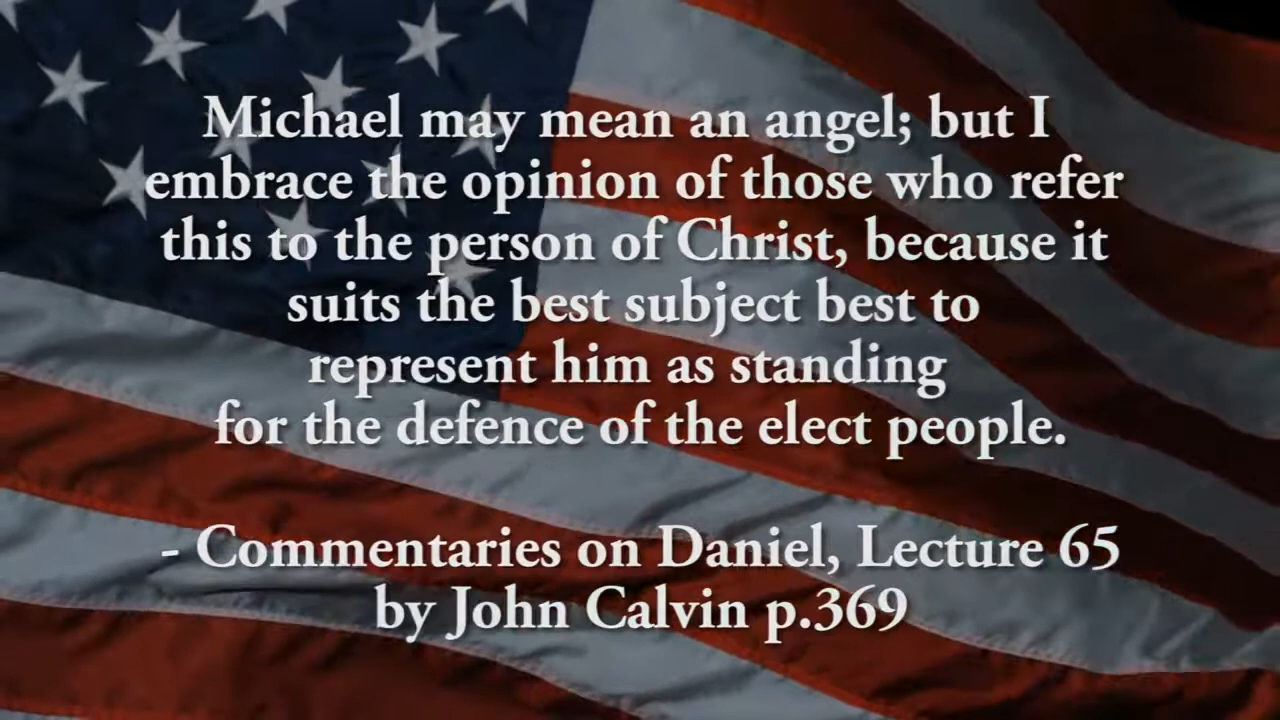 Michael may mean an angel; but I
embrace the opinion of those who refer
this to the person of Christ, because it
suits the best subject best to
represent him as standing
for the defence of the elect people.
- Commentaries on Daniel, Lecture 65
by John Calvin p.369